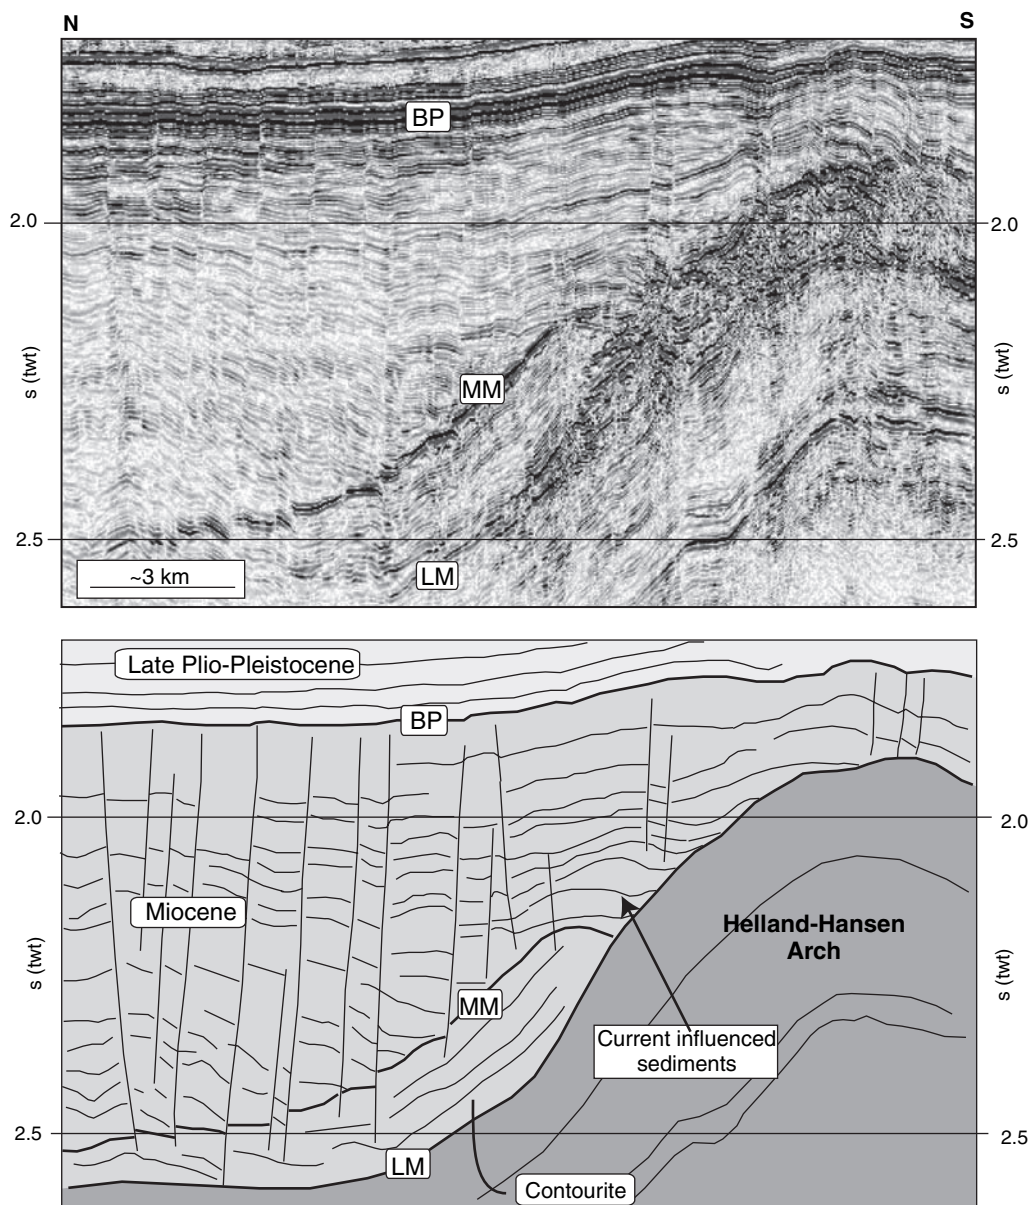 N
S
BP
2.0
2.0
s (twt)
s (twt)
MM
2.5
2.5
~3 km
LM
Late Plio-Pleistocene
BP
2.0
2.0
Miocene
Helland-Hansen
Arch
s (twt)
s (twt)
MM
Current influenced
sediments
2.5
2.5
LM
Contourite